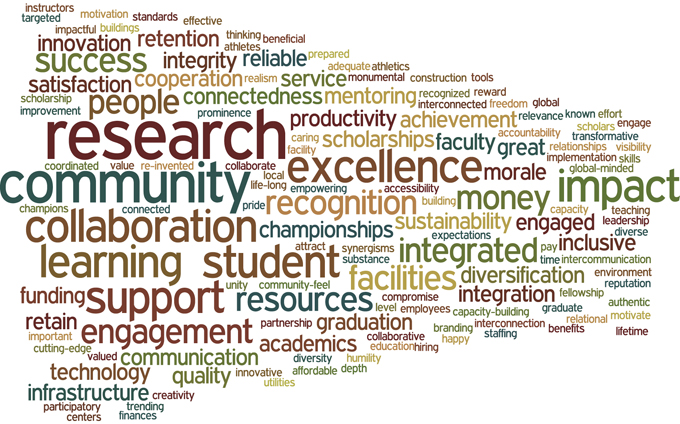 instructors
targeted motivation standards effective
impactful buildings
innovation retention thinking beneficial
athletes
success integrity reliable prepared
adequate athletics
satisfaction cooperation realism service monumental construction tools
scholarship people connectedness mentoring recognized reward
interconnected freedom global
improvement prominence productivity achievement relevance known effort
research caring scholarships faculty accountability scholars engage
great transformative
facility relationships visibility
coordinated value re-invented collaborate excellence morale implementation skills
community local global-minded
life-long empowering accessibility money impact
champions connected pride recognition building capacity teaching
collaboration championships sustainability engaged leadership
expectations diverse
learning student attract synergisms integrated pay inclusive
substance time intercommunication
facilities diversification environment
unity community-feel reputation
funding support resources compromise integration fellowship authentic
level employees capacity-building graduate
retain engagement partnership graduation branding interconnection relational motivate
important collaborative staffing benefits lifetime
cutting-edge academics education hiring happy
valued communication diversity humility
technology quality innovative affordable depth
utilities
infrastructure creativity
participatory trending
centers finances